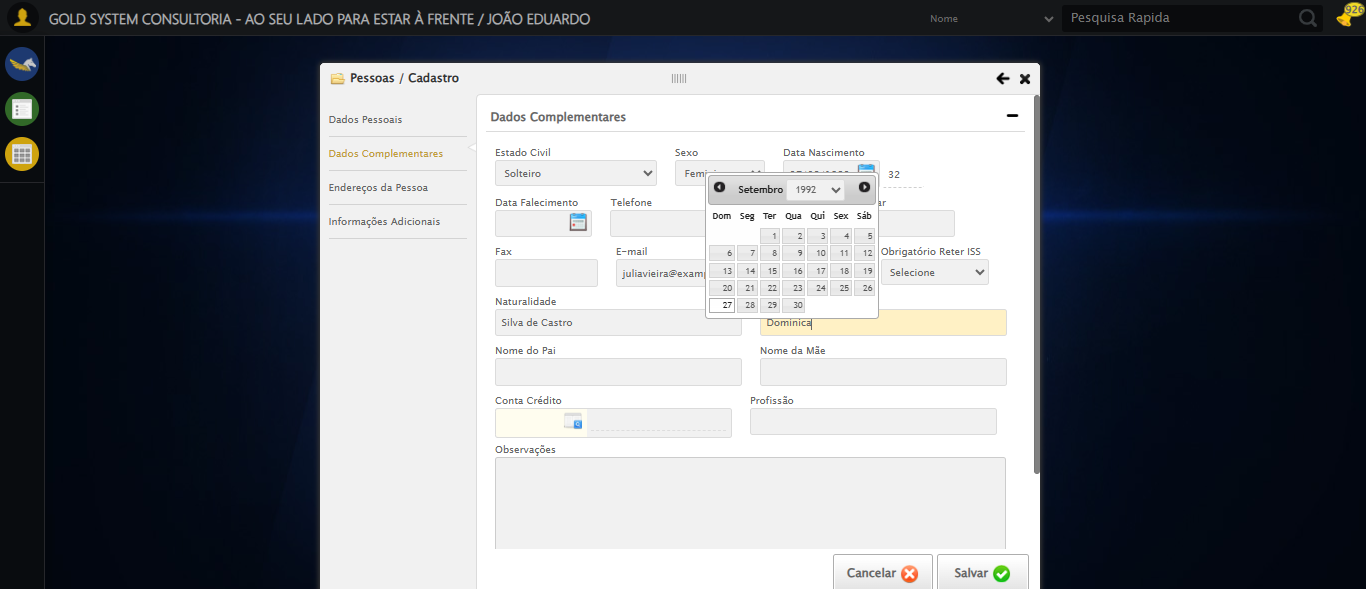 GOLD SYSTEM CONSULTORIA - AO SEU LADO PARA ESTAR À FRENTE / JOÃO EDUARDO
Nome
Pesquisa Rapida
926
Pessoas / Cadastro
Dados Pessoais
Dados Complementares
Endereços da Pessoa
Informações Adicionais
Dados Complementares
Estado Civil Sexo Data Nascimento
Solteiro 32
Setembro 1992
Dom Seg Ter Qua Qui Sex Sáb
1 2 3 4 5
6 7 8 9 10 11 12
13 14 15 16 17 18 19
20 21 22 23 24 25 26
27 28 29 30
Data Falecimento Telefone
Fax E-mail Obrigatório Reter ISS
juliavieira@examp Selecione
Naturalidade
Silva de Castro Dominica
Nome do Pai Nome da Mãe
Conta Crédito Profissão
Observações
Cancelar Salvar